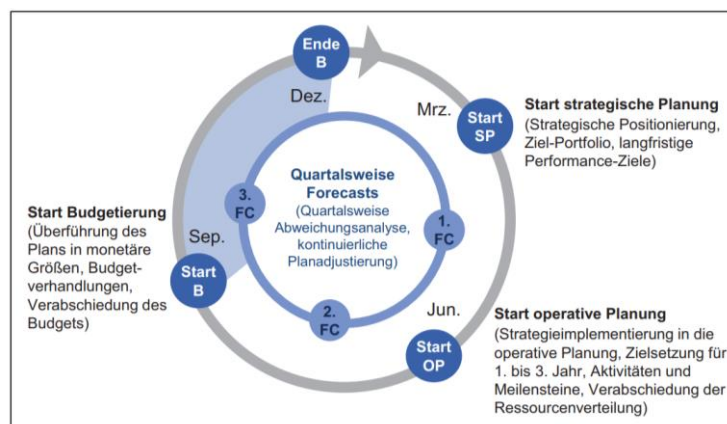 Ende
B
Dez.
Mrz.
Start
SP
Start strategische Planung
(Strategische Positionierung,
Ziel-Portfolio, langfristige
Performance-Ziele)
Quartalsweise
Forecasts
(Quartalsweise
Abweichungsanalyse,
kontinuierliche
Planadjustierung)
3.
FC
1.
FC
2.
FC
Start Budgetierung
(Überführung des
Plans in monetäre
Größen, Budget-
verhandlungen,
Verabschiedung des
Budgets)
Sep.
Start
B
Jun.
Start
OP
Start operative Planung
(Strategieimplementierung in die
operative Planung, Zielsetzung für
1. bis 3. Jahr, Aktivitäten und
Meilensteine, Verabschiedung der
Ressourcenverteilung)